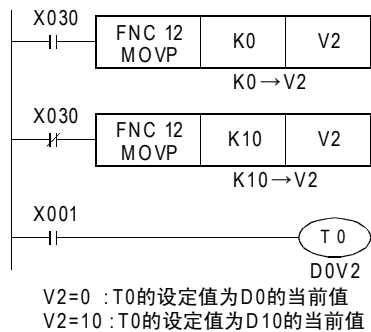 X030
FNC 12
MOVP
K0
V2
K0→V2
X030
FNC 12
MOVP
K10
V2
K10→V2
X001
T0
D0V2
V2=0 :T0的设定值为D0的当前值
V2=10 :T0的设定值为D10的当前值